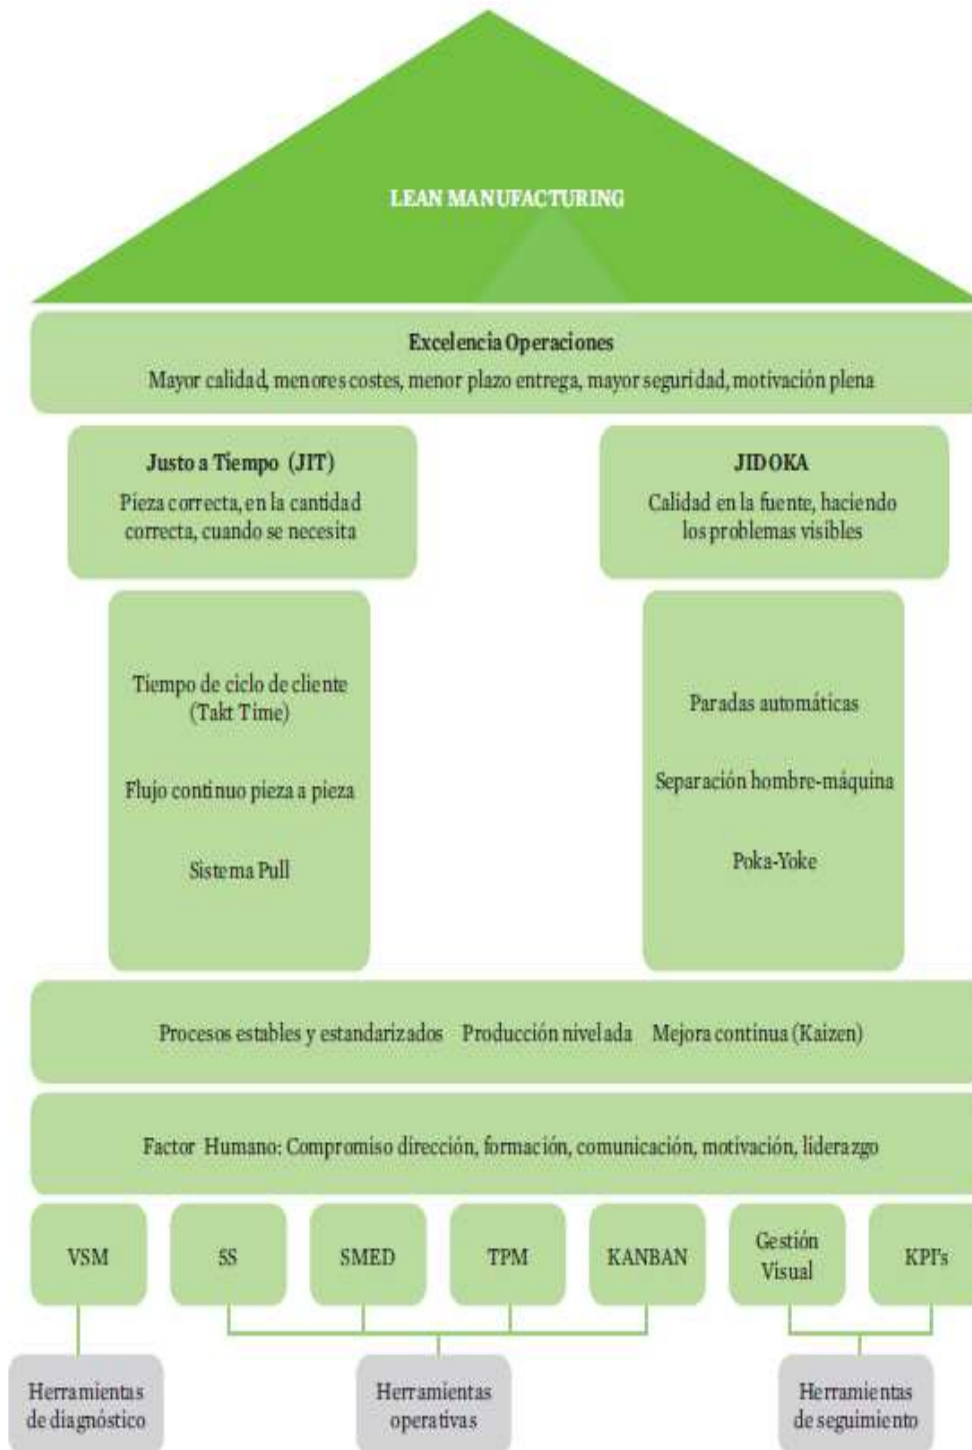 LEAN MANUFACTURING
Excelencia Operaciones
Mayor calidad, menores costes, menor plazo entrega, mayor seguridad, motivación plena
Justo a Tiempo (JIT)
Pieza correcta, en la cantidad
correcta, cuando se necesita
JIDOKA
Calidad en la fuente, haciendo
los problemas visibles
Tiempo de ciclo de cliente
(Takt Time)
Flujo continuo pieza a pieza
Sistema Pull
Paradas automáticas
Separación hombre-máquina
Poka-Yoke
Procesos estables y estandarizados Producción nivelada Mejora continua (Kaizen)
Factor Humano: Compromiso dirección, formación, comunicación, motivación, liderazgo
VSM
5S
SMED
TPM
KANBAN
Gestión
Visual
KPI's
Herramientas
de diagnóstico
Herramientas
operativas
Herramientas
de seguimiento